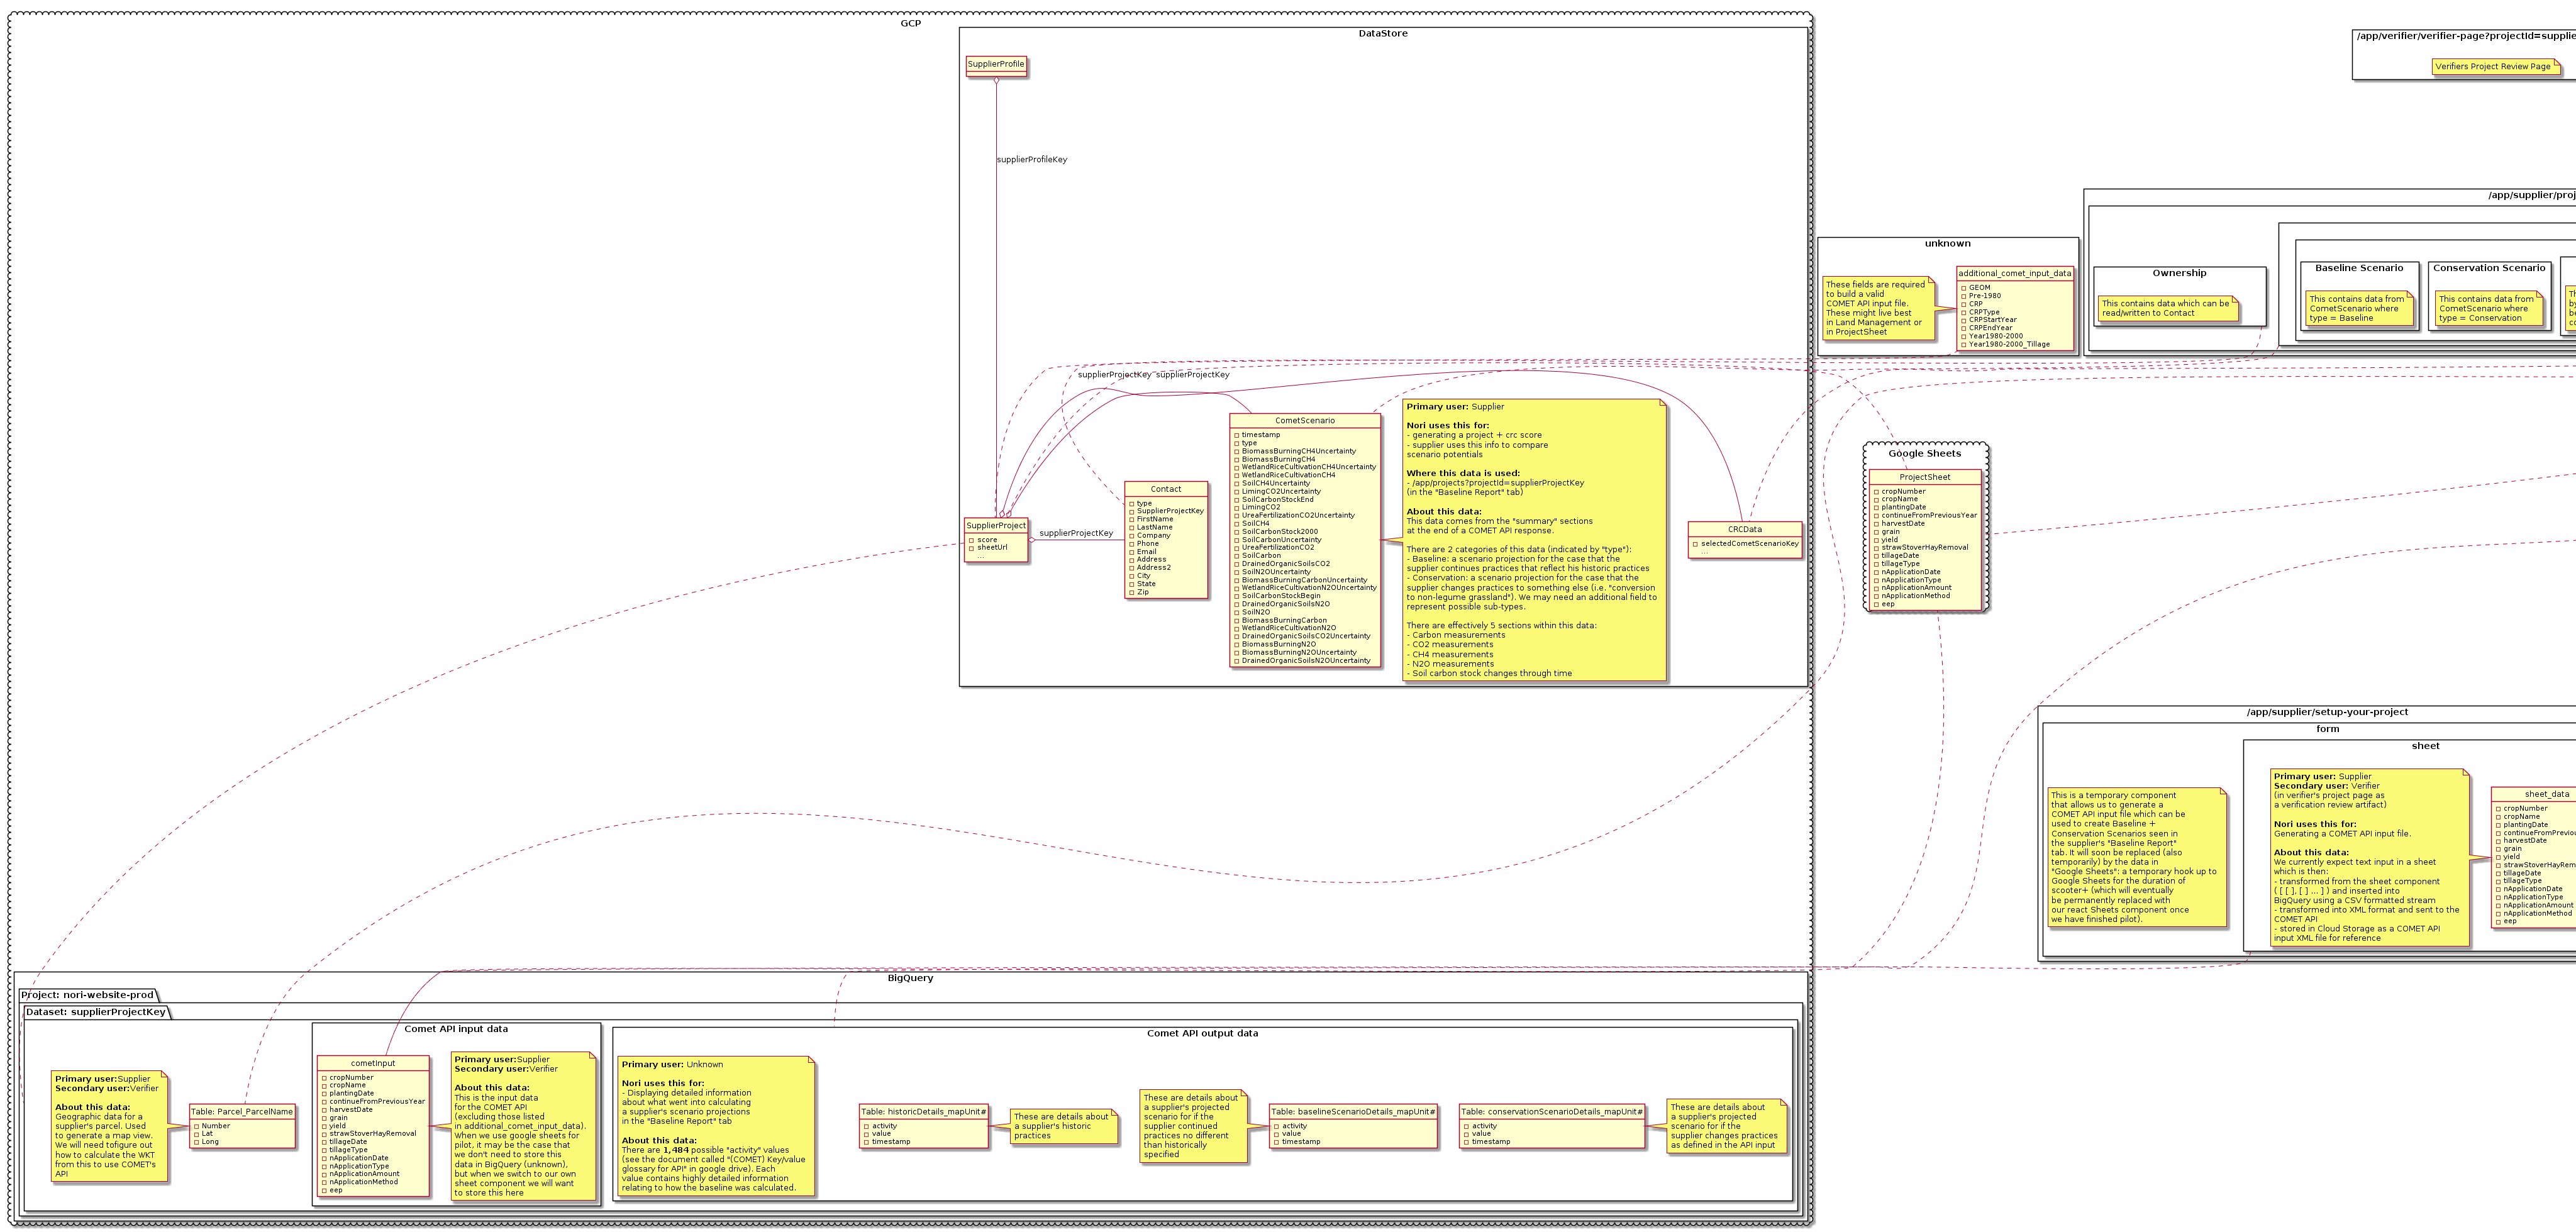 GCP
DataStore
SupplierProfile
supplierProfileKey
supplierProjectKey
supplierProjectKey
SupplierProject
score
sheetUrl
...
supplierProjectKey
Contact
type
SupplierProjectKey
FirstName
LastName
Company
Phone
Email
Address
Address2
City
State
Zip
CometScenario
timestamp
type
BiomassBurningCH4Uncertainty
BiomassBurningCH4
WetlandRiceCultivationCH4Uncertainty
WetlandRiceCultivationCH4
SoilCH4Uncertainty
LimingCO2Uncertainty
SoilCarbonStockEnd
LimingCO2
UreaFertilizationCO2Uncertainty
SoilCH4
SoilCarbonStock2000
SoilCarbonUncertainty
UreaFertilizationCO2
SoilCarbon
DrainedOrganicSoilsCO2
SoilN2OUncertainty
BiomassBurningCarbonUncertainty
WetlandRiceCultivationN2OUncertainty
SoilCarbonStockBegin
DrainedOrganicSoilsN2O
SoilN2O
BiomassBurningCarbon
WetlandRiceCultivationN2O
DrainedOrganicSoilsCO2Uncertainty
BiomassBurningN2O
BiomassBurningN2OUncertainty
DrainedOrganicSoilsN2OUncertainty
Primary user: Supplier
Nori uses this for:
- generating a project + crc score
- supplier uses this info to compare
scenario potentials
Where this data is used:
- /app/projects?projectId=supplierProjectKey
(in the "Baseline Report" tab)
About this data:
This data comes from the "summary" sections
at the end of a COMET API response.
There are 2 categories of this data (indicated by "type"):
- Baseline: a scenario projection for the case that the
supplier continues practices that reflect his historic practices
- Conservation: a scenario projection for the case that the
supplier changes practices to something else (i.e. "conversion
to non-legume grassland"). We may need an additional field to
represent possible sub-types.
There are effectively 5 sections within this data:
- Carbon measurements
- CO2 measurements
- CH4 measurements
- N2O measurements
- Soil carbon stock changes through time
CRCData
selectedCometScenarioKey
...
unknown
These fields are required
to build a valid
COMET API input file.
These might live best
in Land Management or
in ProjectSheet
additional_comet_input_data
GEOM
Pre-1980
CRP
CRPType
CRPStartYear
CRPEndYear
Year1980-2000
Year1980-2000_Tillage
/app/verifier/verifier-page?projectId=supplie
Verifiers Project Review Page
/app/supplier/proj
Ownership
This contains data which can be
read/written to Contact
Baseline Scenario
This contains data from
CometScenario where
type = Baseline
Conservation Scenario
This contains data from
CometScenario where
type = Conservation
Google Sheets
ProjectSheet
cropNumber
cropName
plantingDate
continueFromPreviousYear
harvestDate
grain
yield
strawStoverHayRemoval
tillageDate
tillageType
nApplicationDate
nApplicationType
nApplicationAmount
nApplicationMethod
eep
/app/supplier/setup-your-project
form
sheet
This is a temporary component
that allows us to generate a
COMET API input file which can be
used to create Baseline +
Conservation Scenarios seen in
the supplier's "Baseline Report"
tab. It will soon be replaced (also
temporarily) by the data in
"Google Sheets": a temporary hook up to
Google Sheets for the duration of
scooter+ (which will eventually
be permanently replaced with
our react Sheets component once
we have finished pilot).
Primary user: Supplier
Secondary user: Verifier
(in verifier's project page as
a verification review artifact)
Nori uses this for:
Generating a COMET API input file.
About this data:
We currently expect text input in a sheet
which is then:
- transformed from the sheet component
( [ [ ], [ ] ... ] ) and inserted into
BigQuery using a CSV formatted stream
- transformed into XML format and sent to the
COMET API
- stored in Cloud Storage as a COMET API
input XML file for reference
sheet_data
cropNumber
cropName
plantingDate
continueFromPreviou
harvestDate
grain
yield
strawStoverHayRem
tillageDate
tillageType
nApplicationDate
nApplicationType
nApplicationAmount
nApplicationMethod
eep
BigQuery
Project: nori-website-prod
Dataset: supplierProjectKey
Primary user:Supplier
Secondary user:Verifier
About this data:
Geographic data for a
supplier's parcel. Used
to generate a map view.
We will need tofigure out
how to calculate the WKT
from this to use COMET's
API
Table: Parcel_ParcelName
Number
Lat
Long
Comet API input data
cometInput
cropNumber
cropName
plantingDate
continueFromPreviousYear
harvestDate
grain
yield
strawStoverHayRemoval
tillageDate
tillageType
nApplicationDate
nApplicationType
nApplicationAmount
nApplicationMethod
eep
Primary user:Supplier
Secondary user:Verifier
About this data:
This is the input data
for the COMET API
(excluding those listed
in additional_comet_input_data).
When we use google sheets for
pilot, it may be the case that
we don't need to store this
data in BigQuery (unknown),
but when we switch to our own
sheet component we will want
to store this here
Comet API output data
Primary user: Unknown
Nori uses this for:
- Displaying detailed information
about what went into calculating
a supplier's scenario projections
in the "Baseline Report" tab
About this data:
There are 1,484 possible "activity" values
(see the document called "(COMET) Key/value
glossary for API" in google drive). Each
value contains highly detailed information
relating to how the baseline was calculated.
Table: historicDetails_mapUnit#
activity
value
timestamp
These are details about
a supplier's historic
practices
These are details about
a supplier's projected
scenario for if the
supplier continued
practices no different
than historically
specified
Table: baselineScenarioDetails_mapUnit#
activity
value
timestamp
Table: conservationScenarioDetails_mapUnit#
activity
value
timestamp
These are details about
a supplier's projected
scenario for if the
supplier changes practices
as defined in the API input